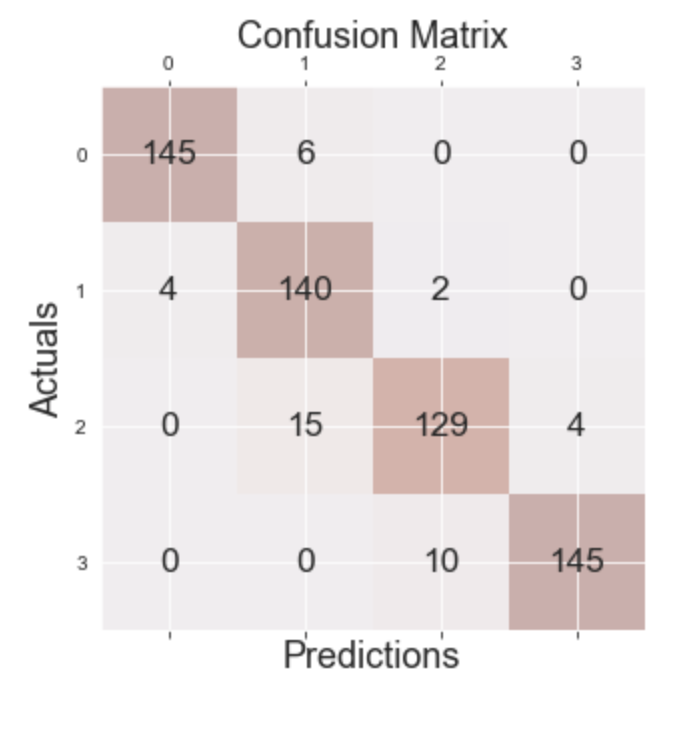 Confusion Matrix
0 1 2 3
0 145 6 0 0
1 4 140 2 0
Actuals
2 0 15 129 4
3 0 0 10 145
Predictions